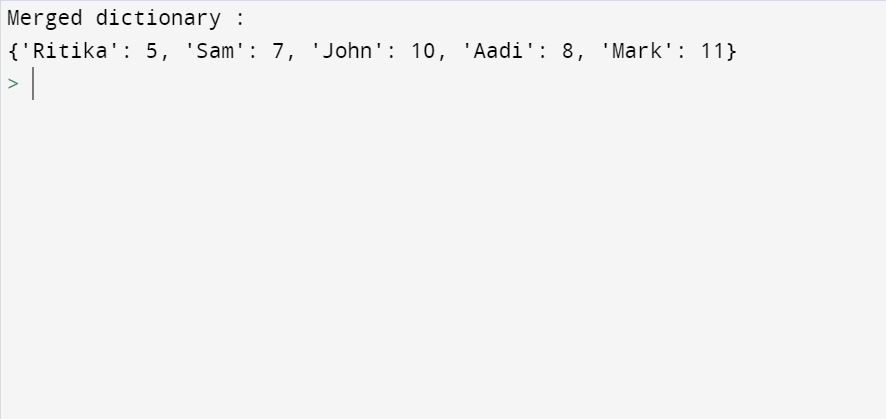 Merged dictionary :
{'Ritika': 5, 'Sam': 7, 'John': 10, 'Aadi': 8, 'Mark': 11}
>